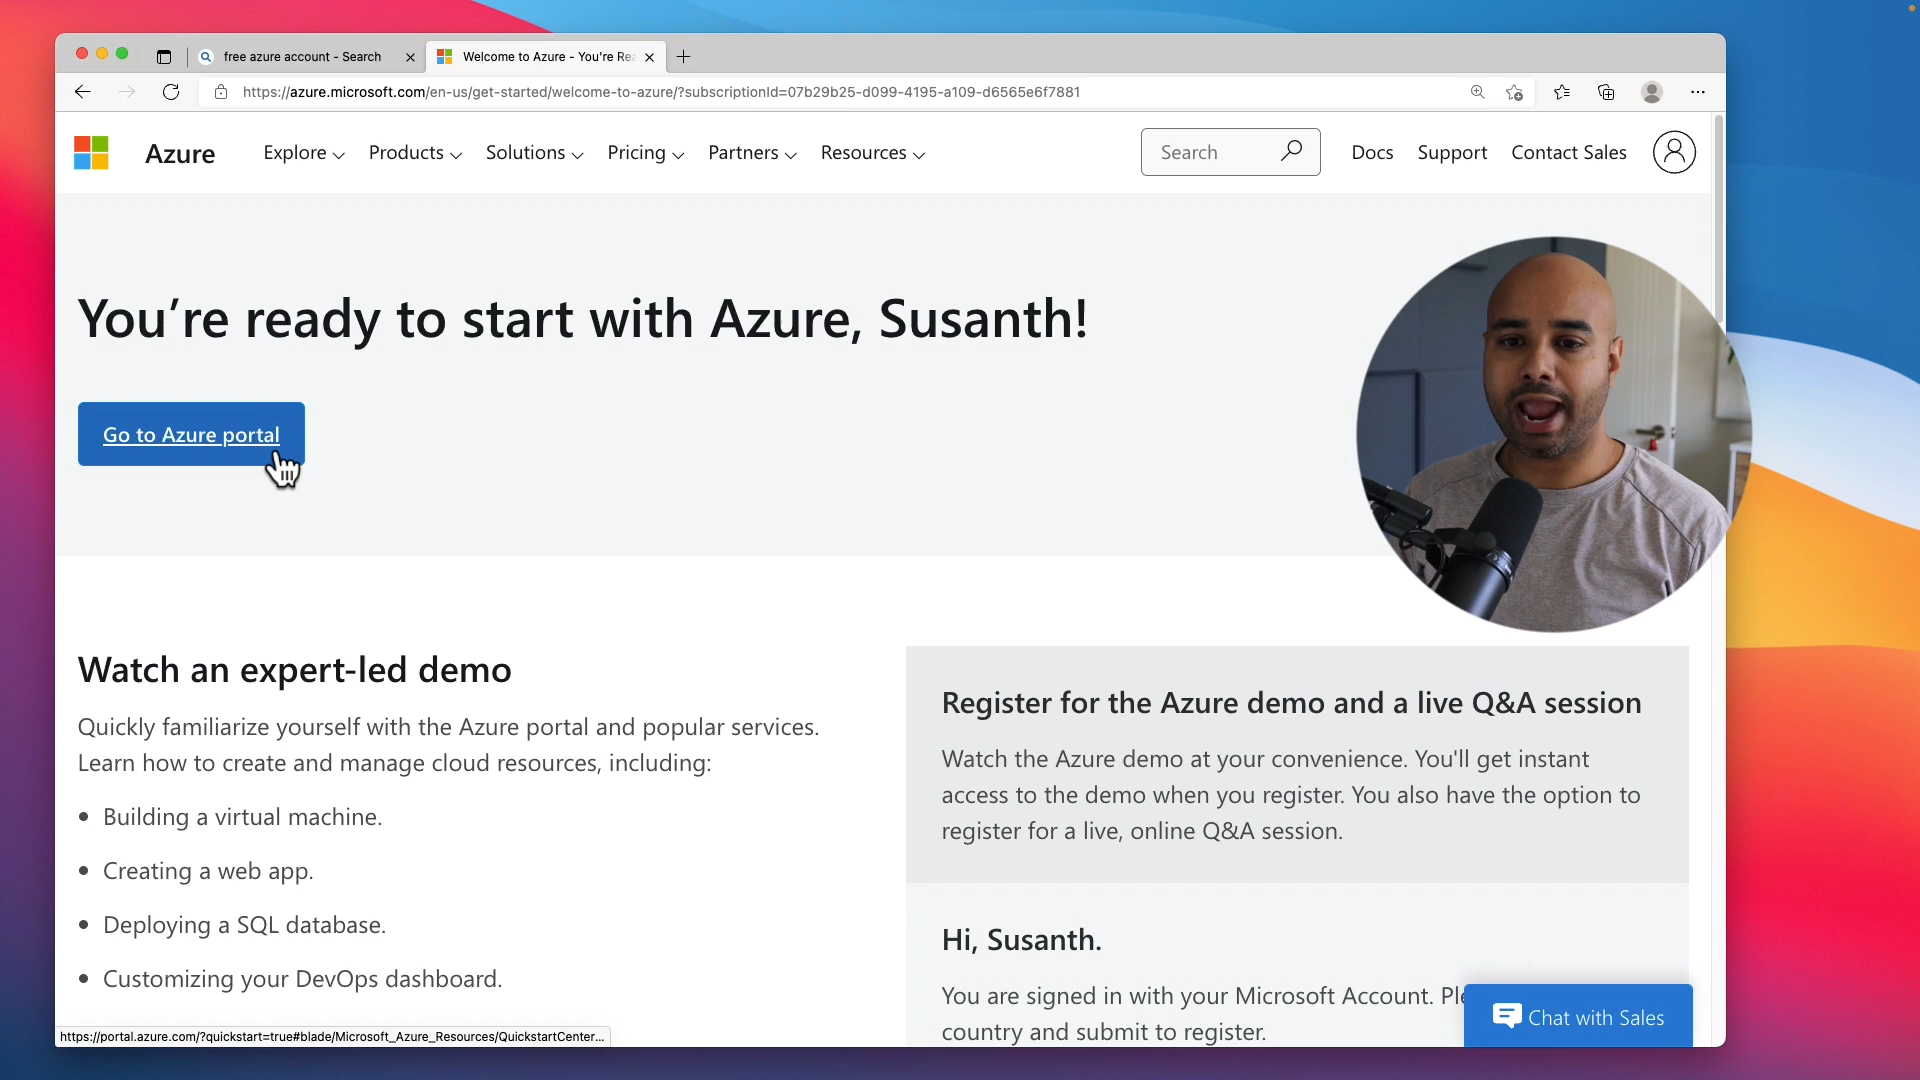 free azure account - Search
Welcome to Azure - You're Re
https://azure.microsoft.com/en-us/get-started/welcome-to-azure/?subscriptionId=07b29b25-d099-4195-a109-d6565e6f7881
Azure Explore Products Solutions Pricing Partners Resources Search Docs Support Contact Sales
You're ready to start with Azure, Susanth!
Go to Azure portal
Watch an expert-led demo
Quickly familiarize yourself with the Azure portal and popular services.
Learn how to create and manage cloud resources, including:
• Building a virtual machine.
• Creating a web app.
• Deploying a SQL database.
• Customizing your DevOps dashboard.
Register for the Azure demo and a live Q&A session
Watch the Azure demo at your convenience. You'll get instant
access to the demo when you register. You also have the option to
register for a live, online Q&A session.
Hi, Susanth.
You are signed in with your Microsoft Account.
country and submit to register.
Chat with Sales
https://portal.azure.com/?quickstart=true#blade/Microsoft_Azure_Resources/QuickstartCenter...